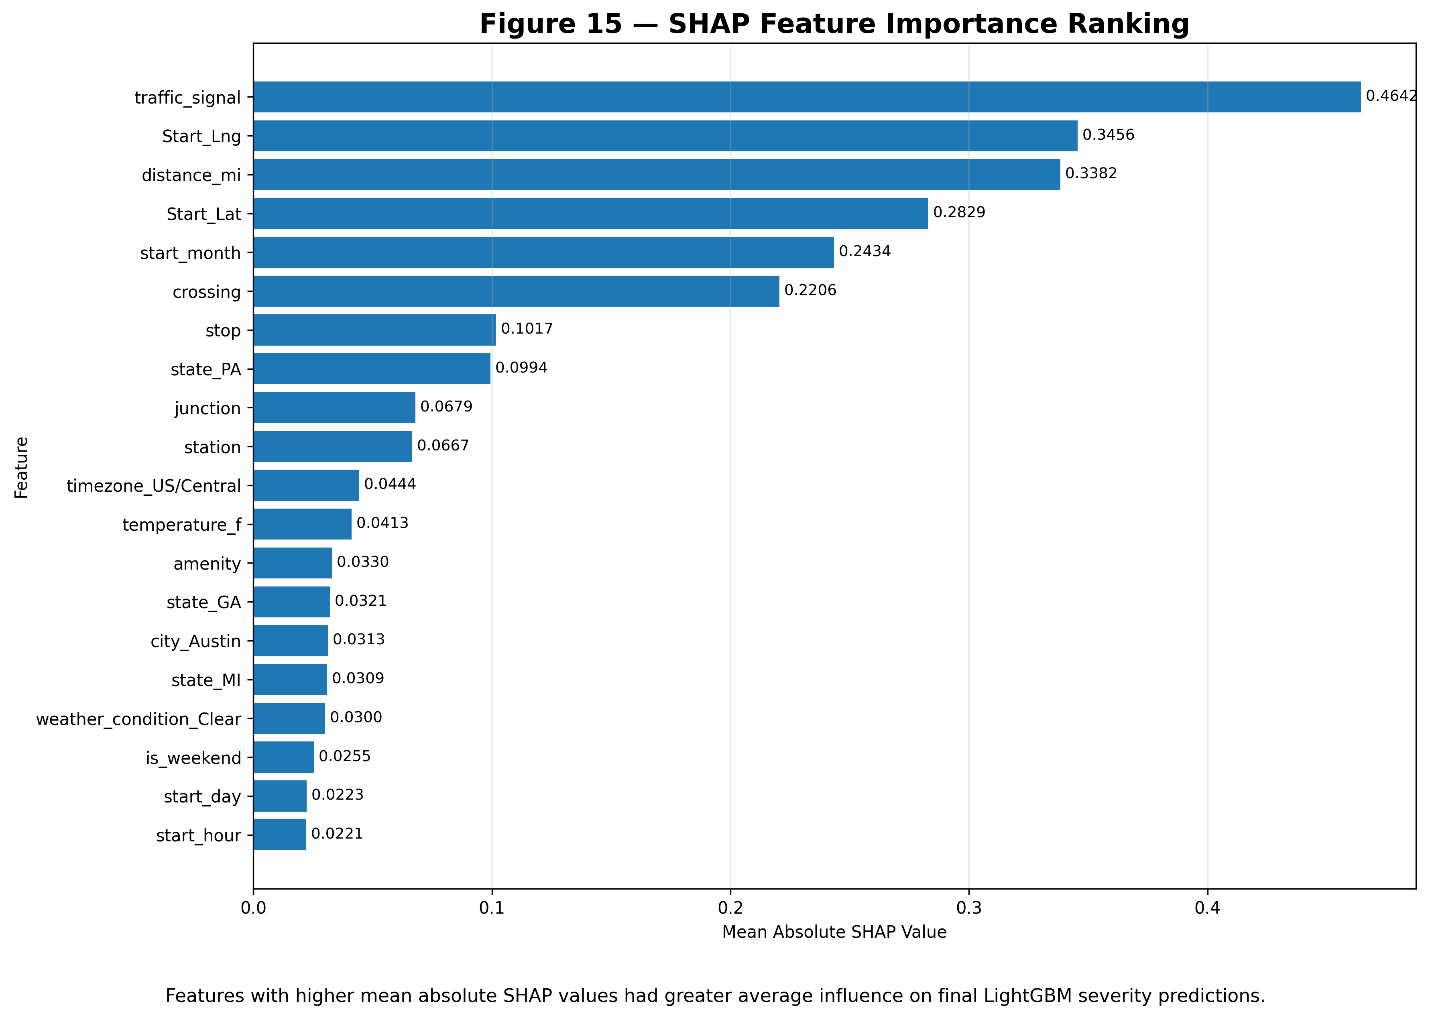 Figure 15 — SHAP Feature Importance Ranking
traffic_signal 0.4642
Start_Lng 0.3456
distance_mi 0.3382
Start_Lat 0.2829
start_month 0.2434
crossing 0.2206
stop 0.1017
state_PA 0.0994
junction 0.0679
station 0.0667
timezone_US/Central 0.0444
temperature_f 0.0413
amenity 0.0330
state_GA 0.0321
city_Austin 0.0313
state_MI 0.0309
weather_condition_Clear 0.0300
is_weekend 0.0255
start_day 0.0223
start_hour 0.0221
Feature
0.0 0.1 0.2 0.3 0.4
Mean Absolute SHAP Value
Features with higher mean absolute SHAP values had greater average influence on final LightGBM severity predictions.